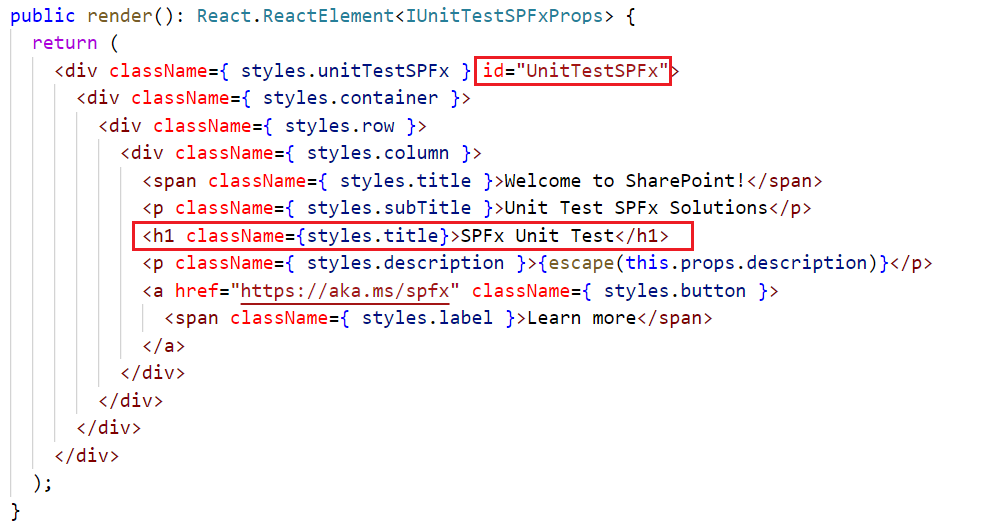 public render(): React.ReactElement<IUnitTestSPFxProps> {
return (
<div className={ styles.unitTestSPFx } id="UnitTestSPFx">
<div className={ styles.container }>
<div className={ styles.row }>
<div className={ styles.column }>
<span className={ styles.title }>Welcome to SharePoint!</span>
<p className={ styles.subTitle }>Unit Test SPFx Solutions</p>
<h1 className={styles.title}>SPFx Unit Test</h1>
<p className={ styles.description }>{escape(this.props.description)}</p>
<a href="https://aka.ms/spfx" className={ styles.button }>
<span className={ styles.label }>Learn more</span>
</a>
</div>
</div>
</div>
</div>
);
}